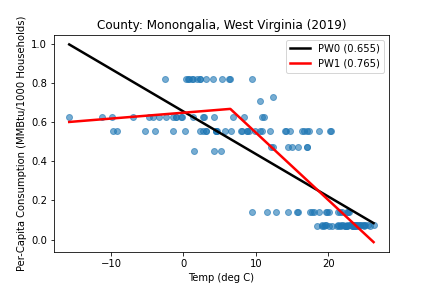 County: Monongalia, West Virginia (2019)
Per-Capita Consumption (MMBtu/1000 Households)
1.0
0.8
0.6
0.4
0.2
0.0
PW0 (0.655)
PW1 (0.765)
−10 0 10 20
Temp (deg C)